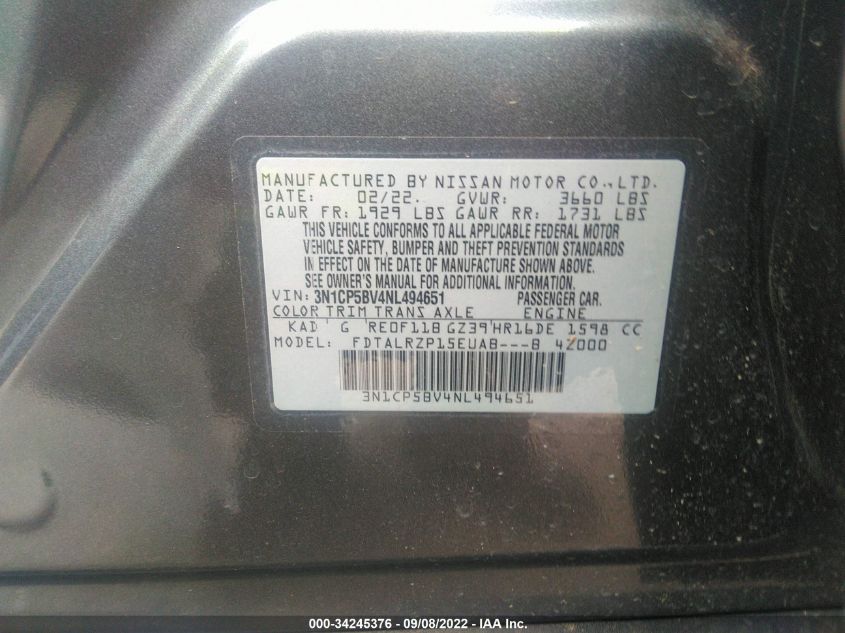 MANUFACTURED BY NISSAN MOTOR CO.,LTD.
DATE: 02/22. GVWR: 3660 LBS
GAWR FR: 1929 LBS GAWR RR: 1731 LBS
THIS VEHICLE CONFORMS TO ALL APPLICABLE FEDERAL MOTOR
VEHICLE SAFETY, BUMPER AND THEFT PREVENTION STANDARDS
IN EFFECT ON THE DATE OF MANUFACTURE SHOWN ABOVE.
SEE OWNER'S MANUAL FOR ADDITIONAL INFORMATION.
VIN: 3N1CP5BV4NL494651 PASSENGER CAR.
COLOR TRIM TRANS AXLE ENGINE
KAD G RE0F11B GZ39 HR16DE 1598 CC
MODEL: FDTALRZP15EUAB---B 4Z000
3N1CP5BV4NL494651
000-34245376 - 09/08/2022 - IAA Inc.